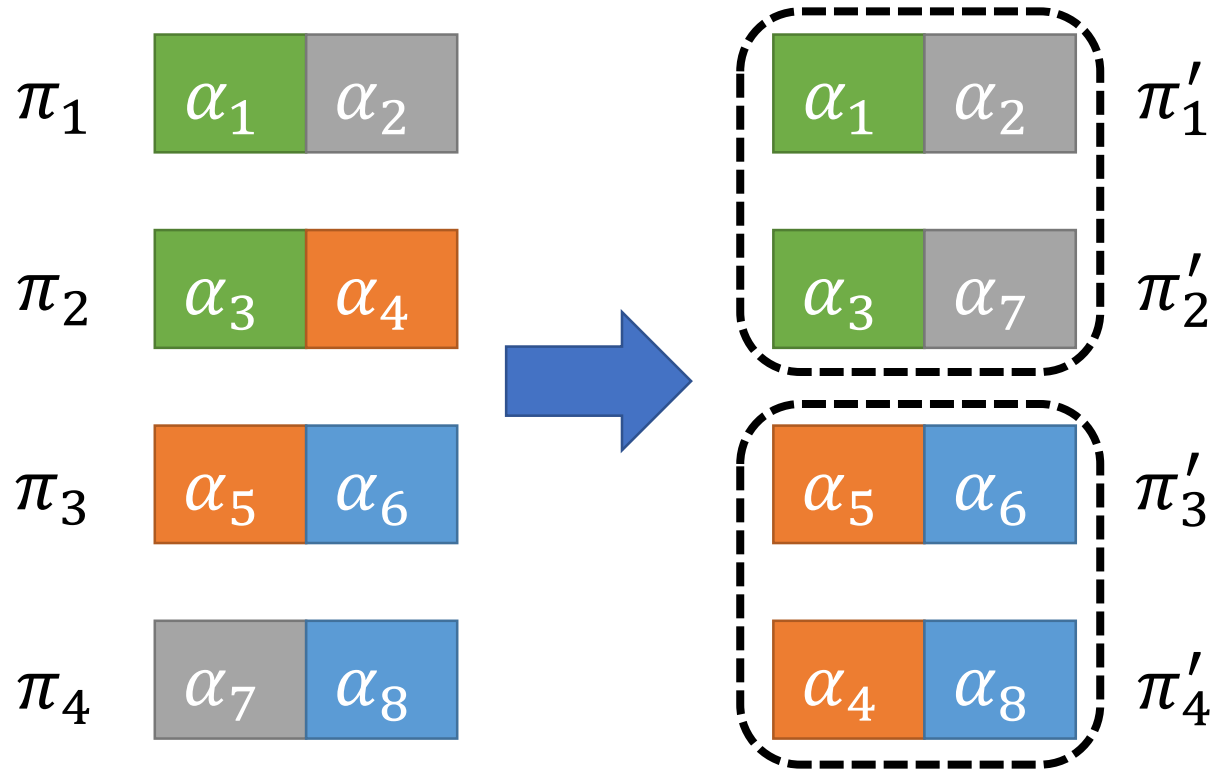 π₁ α₁ α₂ α₁ α₂ π′₁
π₂ α₃ α₄ α₃ α₇ π′₂
π₃ α₅ α₆ α₅ α₆ π′₃
π₄ α₇ α₈ α₄ α₈ π′₄